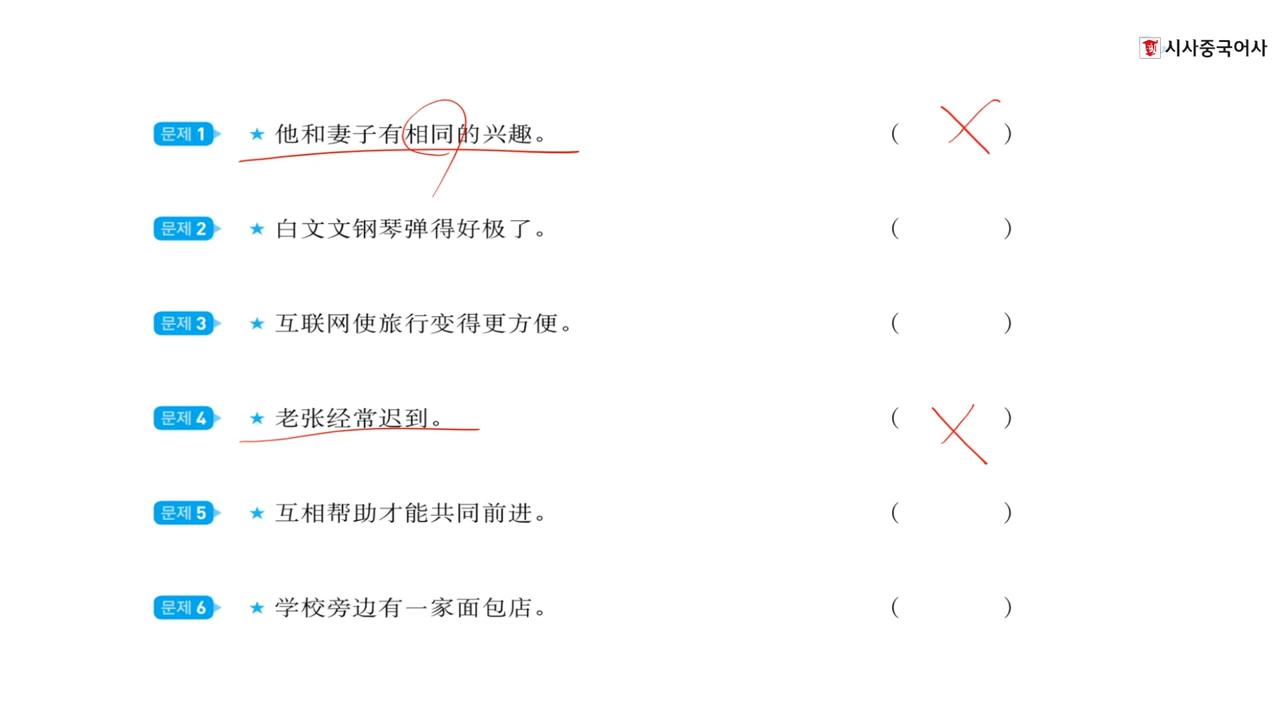 시사중국어사
문제 1 ★ 他和妻子有相同的兴趣。 ( X )
문제 2 ★ 白文文钢琴弹得好极了。 ( )
문제 3 ★ 互联网使旅行变得更方便。 ( )
문제 4 ★ 老张经常迟到。 ( X )
문제 5 ★ 互相帮助才能共同前进。 ( )
문제 6 ★ 学校旁边有一家面包店。 ( )